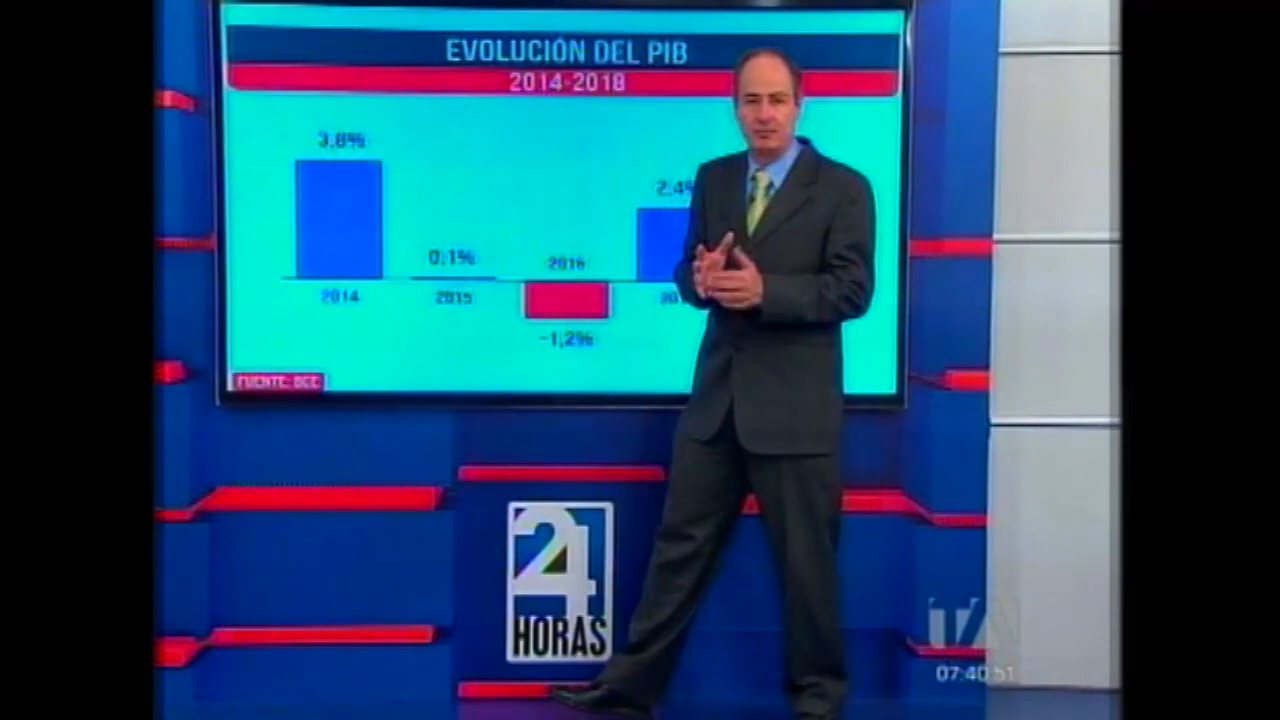 EVOLUCIÓN DEL PIB
2014-2018
3.8%
2.4%
0.1%
2016
2014
2015
-1,2%
FUENTE: BCE
24
HORAS
TA
07:40:51